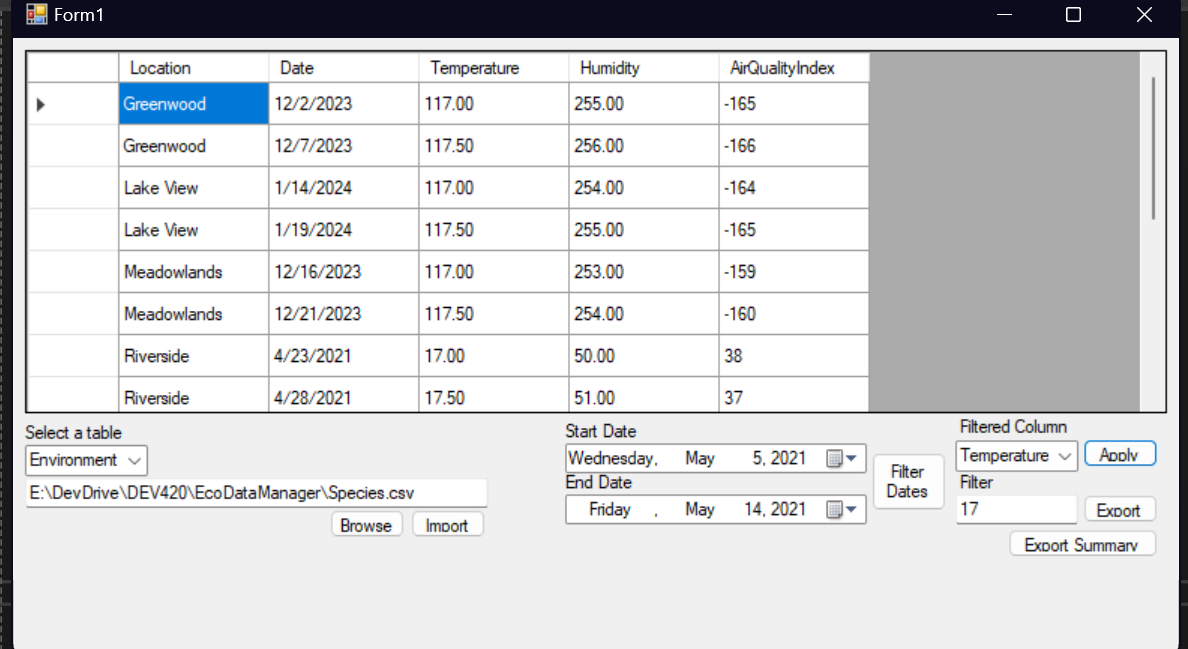 Form1
Location Date Temperature Humidity AirQualityIndex
Greenwood 12/2/2023 117.00 255.00 -165
Greenwood 12/7/2023 117.50 256.00 -166
Lake View 1/14/2024 117.00 254.00 -164
Lake View 1/19/2024 117.50 255.00 -165
Meadowlands 12/16/2023 117.00 253.00 -159
Meadowlands 12/21/2023 117.50 254.00 -160
Riverside 4/23/2021 17.00 50.00 38
Riverside 4/28/2021 17.50 51.00 37
Select a table
Environment
E:\DevDrive\DEV420\EcoDataManager\Species.csv
Browse Import
Start Date
Wednesday, May 5, 2021
End Date
Friday , May 14, 2021
Filter
Dates
Filtered Column
Temperature Apply
Filter
17 Export
Export Summary